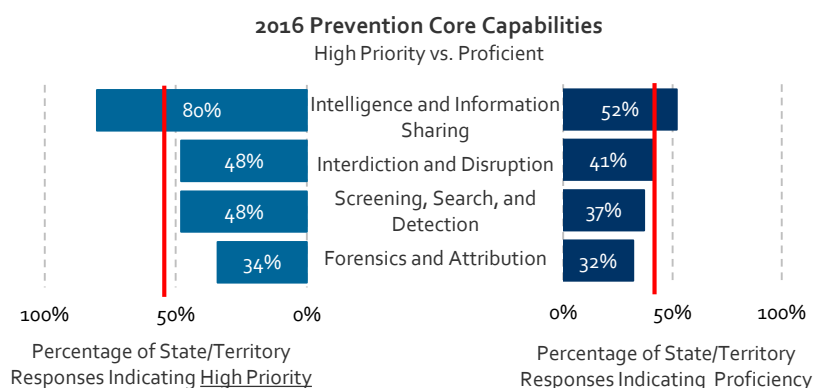 2016 Prevention Core Capabilities
High Priority vs. Proficient
80% Intelligence and Information Sharing 52%
48% Interdiction and Disruption 41%
48% Screening, Search, and Detection 37%
34% Forensics and Attribution 32%
100% 50% 0% 0% 50% 100%
Percentage of State/Territory
Responses Indicating High Priority
Percentage of State/Territory
Responses Indicating Proficiency